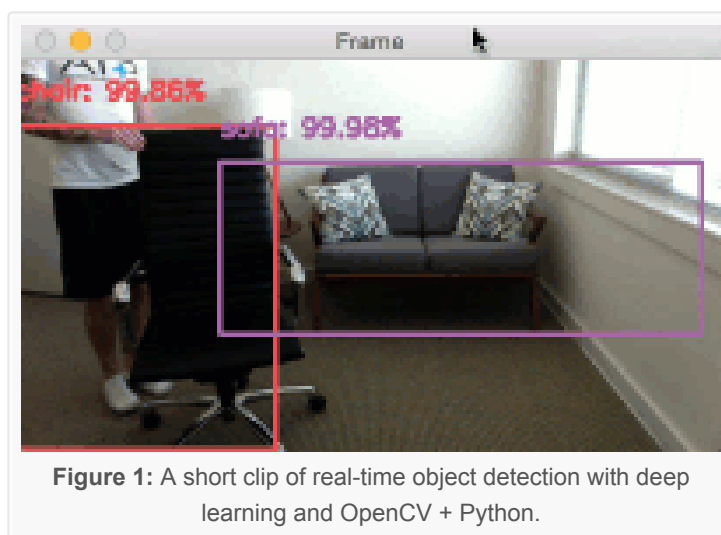 Frame
chair: 99.86%
sofa: 99.98%
Figure 1: A short clip of real-time object detection with deep
learning and OpenCV + Python.